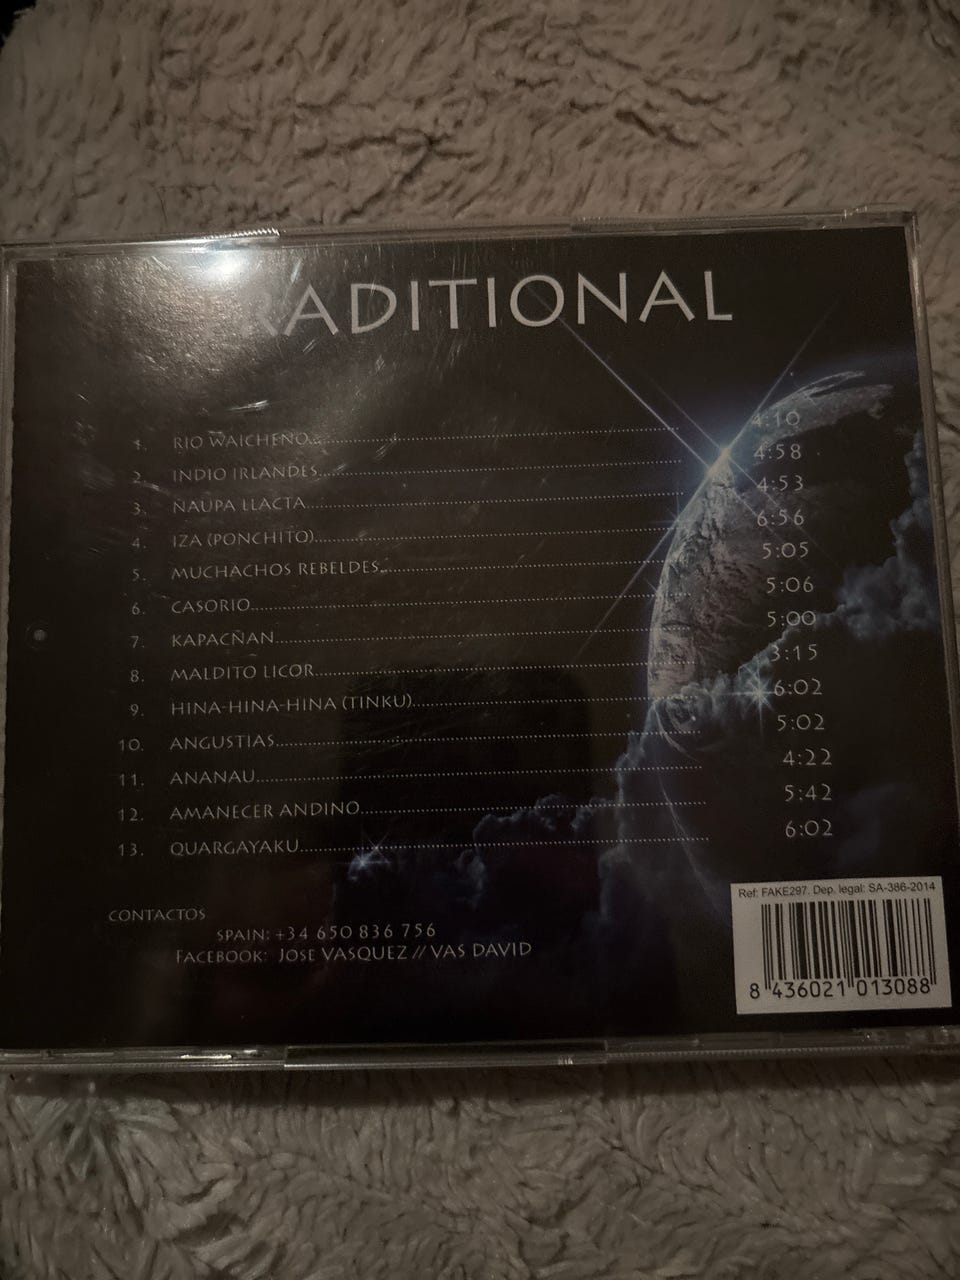 TRADITIONAL
1. RIO WAICHEÑO 4:10
2. INDIO IRLANDES 4:58
3. ÑAUPA LLACTA 4:53
4. IZA (PONCHITO) 6:56
5. MUCHACHOS REBELDES 5:05
6. CASORIO 5:06
7. KAPACÑAN 5:00
8. MALDITO LICOR 3:15
9. HINA-HINA-HINA (TINKU) 6:02
10. ANGUSTIAS 5:02
11. ANANAU 4:22
12. AMANECER ANDINO 5:42
13. QUARGAYAKU 6:02
CONTACTOS
SPAIN: +34 650 836 756
FACEBOOK: JOSE VASQUEZ // VAS DAVID
Ref: FAKE297. Dep. legal: SA-386-2014
8 436021 013088